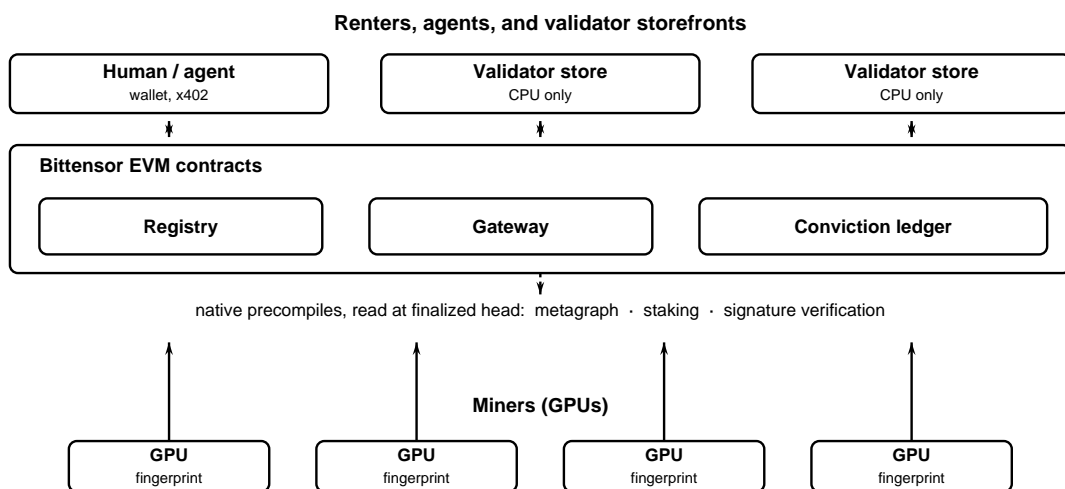 Renters, agents, and validator storefronts
Human / agent
wallet, x402
Validator store
CPU only
Validator store
CPU only
Bittensor EVM contracts
Registry
Gateway
Conviction ledger
native precompiles, read at finalized head: metagraph · staking · signature verification
Miners (GPUs)
GPU
fingerprint
GPU
fingerprint
GPU
fingerprint
GPU
fingerprint